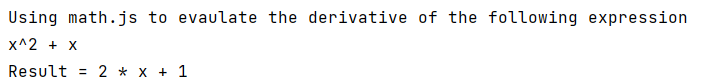 Using math.js to evaulate the derivative of the following expression
x^2 + x
Result = 2 * x + 1